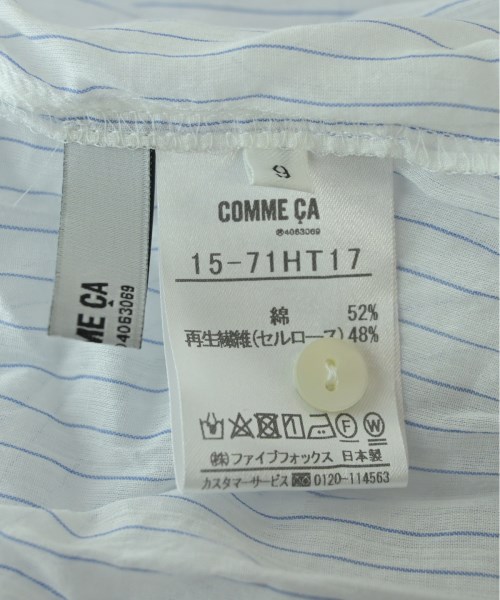 9
COMME ÇA
Ⓡ4063069
15-71HT17
綿 52%
再生繊維(セルロース) 48%
F W
(株)ファイブフォックス 日本製
カスタマーサービス 0120-114563
ME ÇA
4063069